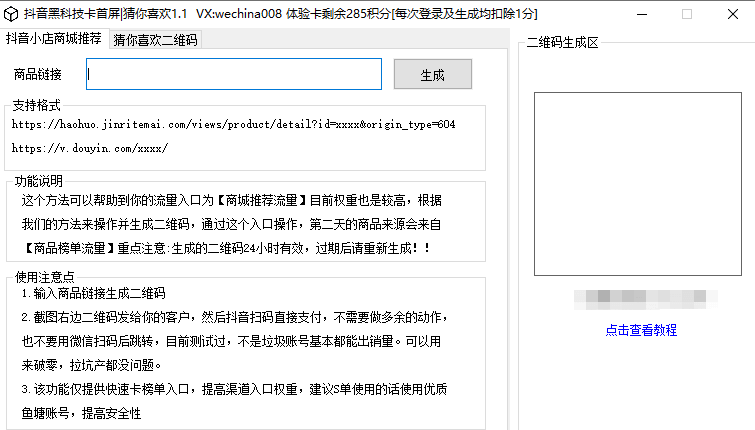 抖音黑科技卡首屏|猜你喜欢1.1 VX:wechina008 体验卡剩余285积分[每次登录及生成均扣除1分]
抖音小店商城推荐 猜你喜欢二维码
商品链接 生成
支持格式
https://haohuo.jinritemai.com/views/product/detail?id=xxxx&origin_type=604
https://v.douyin.com/xxxx/
功能说明
这个方法可以帮助到你的流量入口为【商城推荐流量】目前权重也是较高，根据
我们的方法来操作并生成二维码，通过这个入口操作，第二天的商品来源会来自
【商品榜单流量】重点注意:生成的二维码24小时有效，过期后请重新生成！！
使用注意点
1.输入商品链接生成二维码
2.截图右边二维码发给你的客户，然后抖音扫码直接支付，不需要做多余的动作，
也不要用微信扫码后跳转，目前测试过，不是垃圾账号基本都能出销量。可以用
来破零，拉坑产都没问题。
3.该功能仅提供快速卡榜单入口，提高渠道入口权重，建议S单使用的话使用优质
鱼塘账号，提高安全性
二维码生成区
点击查看教程